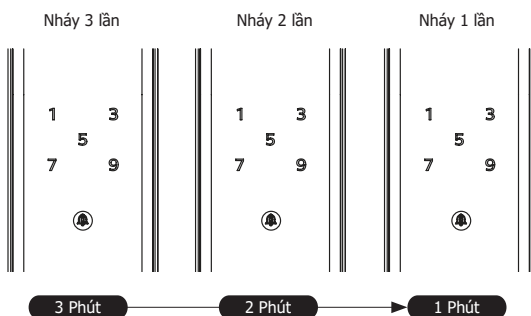 Nháy 3 lần Nháy 2 lần Nháy 1 lần
1 3 1 3 1 3
5 5 5
7 9 7 9 7 9
3 Phút 2 Phút 1 Phút